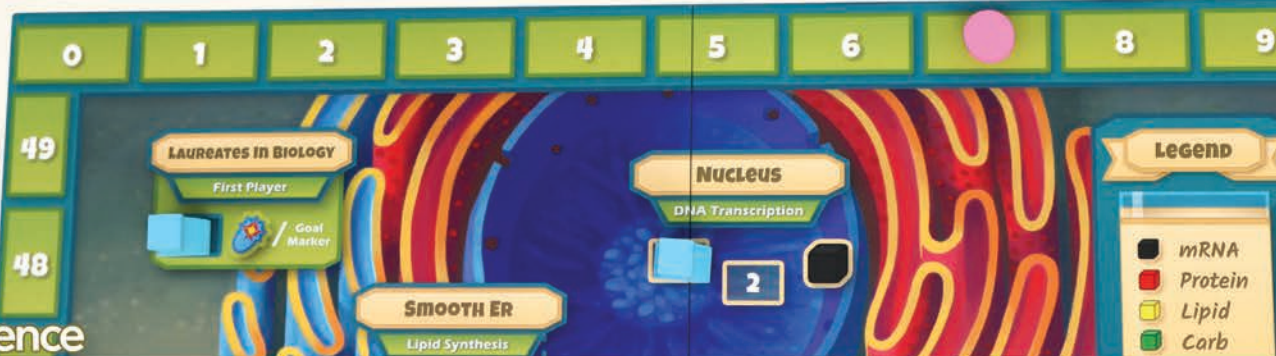 0 1 2 3 4 5 6 8 9
49
48
LAUREATES IN BIOLOGY
First Player
/ Goal
Marker
NUCLEUS
DNA Transcription
2
SMOOTH ER
Lipid Synthesis
LEGEND
mRNA
Protein
Lipid
Carb
ence